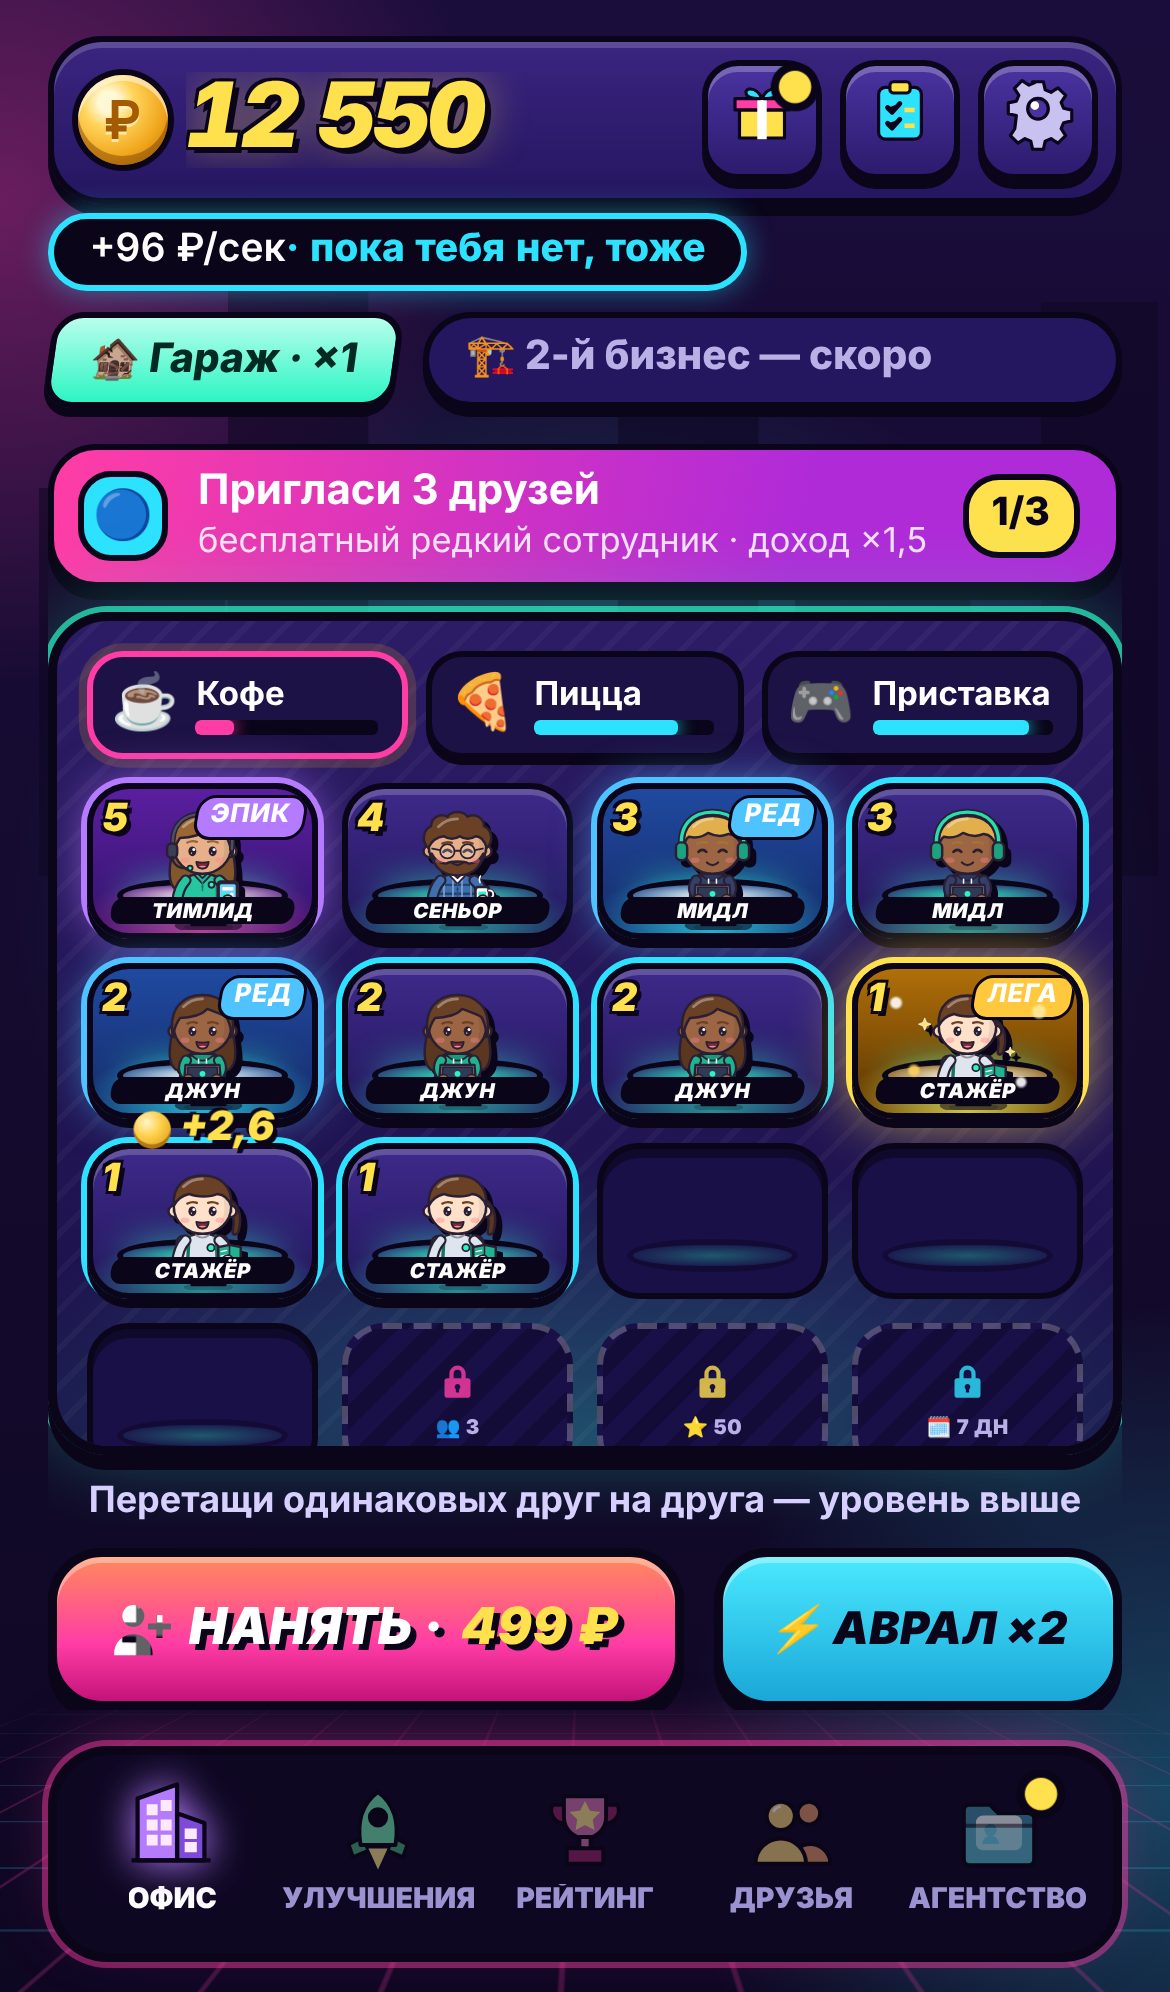 ₽ 12 550
+96 ₽/сек· пока тебя нет, тоже
Гараж · ×1
2-й бизнес — скоро
Пригласи 3 друзей
бесплатный редкий сотрудник · доход ×1,5
1/3
Кофе
Пицца
Приставка
5 ЭПИК
ТИМЛИД
4
СЕНЬОР
3 РЕД
МИДЛ
3
МИДЛ
2 РЕД
ДЖУН
2
ДЖУН
2
ДЖУН
1 ЛЕГА
СТАЖЁР
+2,6
1
СТАЖЁР
1
СТАЖЁР
3
50
7 ДН
Перетащи одинаковых друг на друга — уровень выше
НАНЯТЬ · 499 ₽
АВРАЛ ×2
ОФИС
УЛУЧШЕНИЯ
РЕЙТИНГ
ДРУЗЬЯ
АГЕНТСТВО